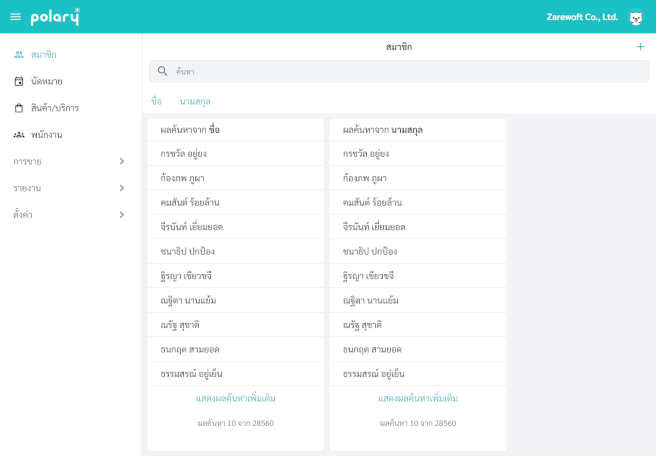 polary
Zarewoft Co., Ltd.
สมาชิก
นัดหมาย
สินค้า/บริการ
พนักงาน
การขาย
รายงาน
ตั้งค่า
สมาชิก
ค้นหา
ชื่อ นามสกุล
ผลค้นหาจาก ชื่อ
กรชวัล อยู่ยง
ก้องภพ ภูผา
คมสันต์ ร้อยล้าน
จีรนันท์ เยี่ยมยอด
ชนาธิป ปกป้อง
ฐิรญา เขียวขจี
ณฐิตา นานแย้ม
ณรัฐ สุชาติ
ธนกฤต สามยอด
ธรรมสรณ์ อยู่เย็น
แสดงผลค้นหาเพิ่มเติม
ผลค้นหา 10 จาก 28560
ผลค้นหาจาก นามสกุล
กรชวัล อยู่ยง
ก้องภพ ภูผา
คมสันต์ ร้อยล้าน
จีรนันท์ เยี่ยมยอด
ชนาธิป ปกป้อง
ฐิรญา เขียวขจี
ณฐิตา นานแย้ม
ณรัฐ สุชาติ
ธนกฤต สามยอด
ธรรมสรณ์ อยู่เย็น
แสดงผลค้นหาเพิ่มเติม
ผลค้นหา 10 จาก 28560